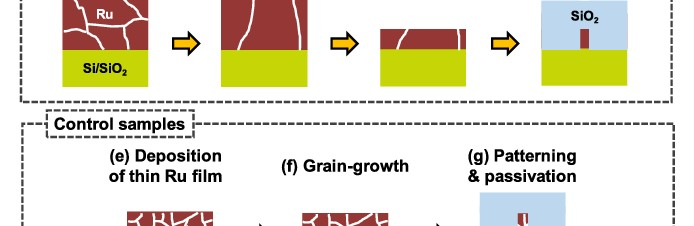 Ru
SiO₂
Si/SiO₂
Control samples
(e) Deposition
of thin Ru film
(f) Grain-growth
(g) Patterning
& passivation